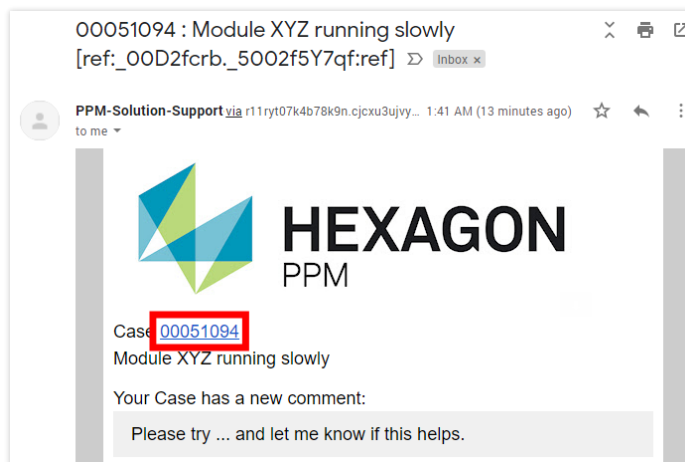 00051094 : Module XYZ running slowly
[ref:_00D2fcrb._5002f5Y7qf:ref] Inbox ×
PPM-Solution-Support via r11ryt07k4b78k9n.cjcxu3ujvy... 1:41 AM (13 minutes ago)
to me
HEXAGON
PPM
Case 00051094
Module XYZ running slowly
Your Case has a new comment:
Please try ... and let me know if this helps.